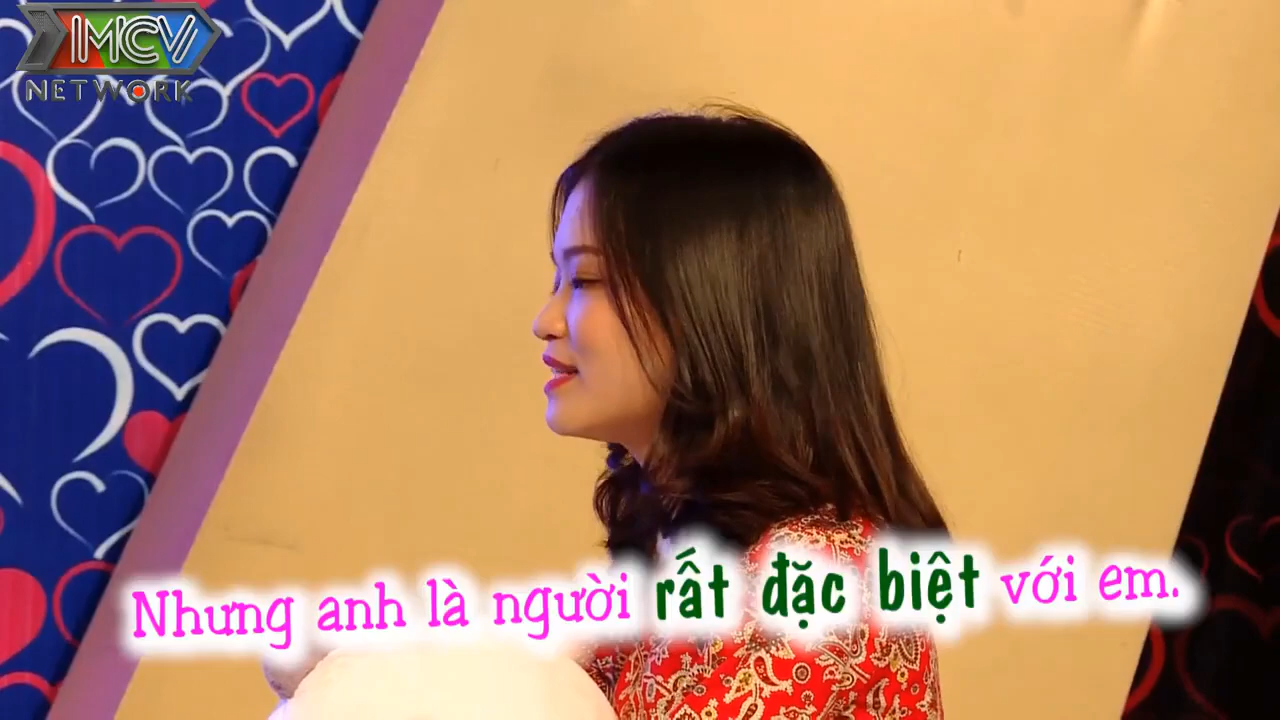 MCV
NETWORK
Nhưng anh là người rất đặc biệt với em.